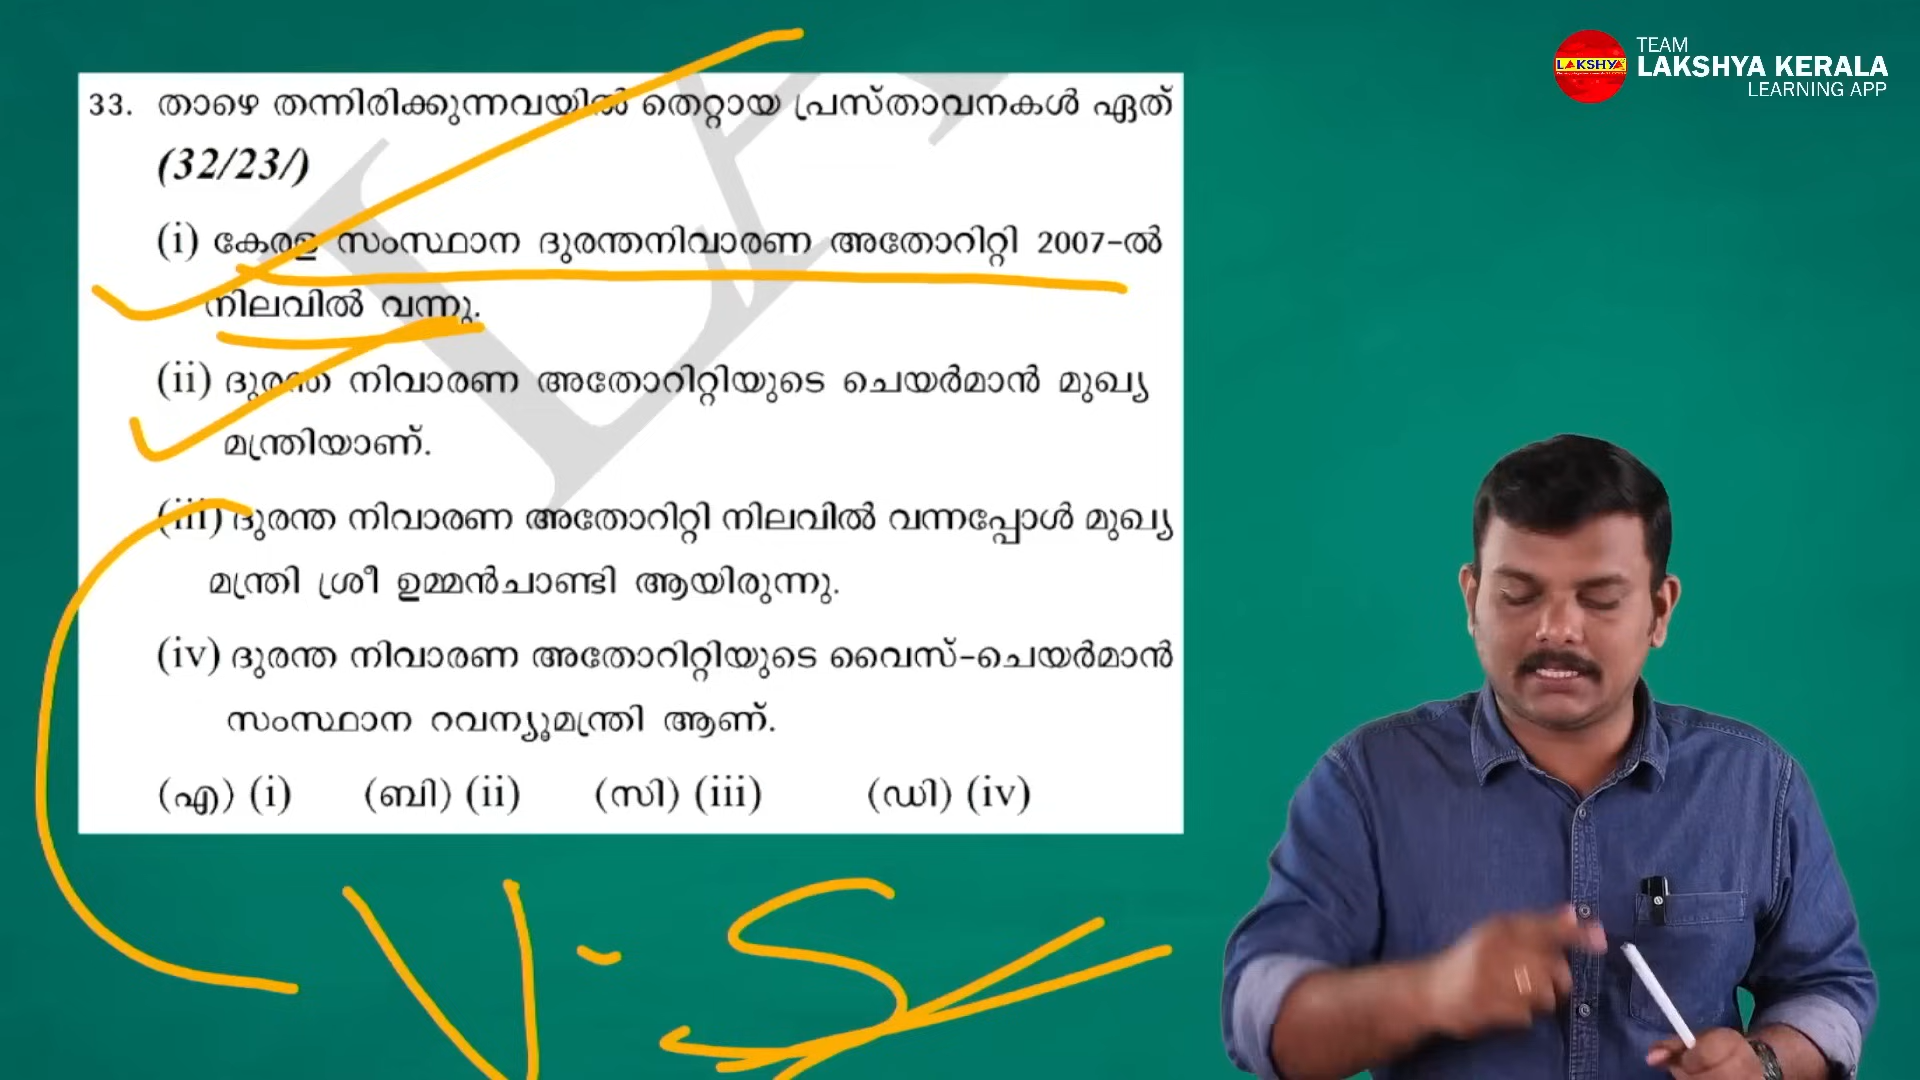 TEAM
LAKSHYA KERALA
LEARNING APP
LAKSHYA
33. താഴെ തന്നിരിക്കുന്നവയിൽ തെറ്റായ പ്രസ്താവനകൾ ഏത്
(32/23/)
(i) കേരള സംസ്ഥാന ദുരന്തനിവാരണ അതോറിറ്റി 2007-ൽ
നിലവിൽ വന്നു.
(ii) ദുരന്ത നിവാരണ അതോറിറ്റിയുടെ ചെയർമാൻ മുഖ്യ
മന്ത്രിയാണ്.
(iii) ദുരന്ത നിവാരണ അതോറിറ്റി നിലവിൽ വന്നപ്പോൾ മുഖ്യ
മന്ത്രി ശ്രീ ഉമ്മൻചാണ്ടി ആയിരുന്നു.
(iv) ദുരന്ത നിവാരണ അതോറിറ്റിയുടെ വൈസ്-ചെയർമാൻ
സംസ്ഥാന റവന്യൂമന്ത്രി ആണ്.
(എ) (i) (ബി) (ii) (സി) (iii) (ഡി) (iv)
V-S